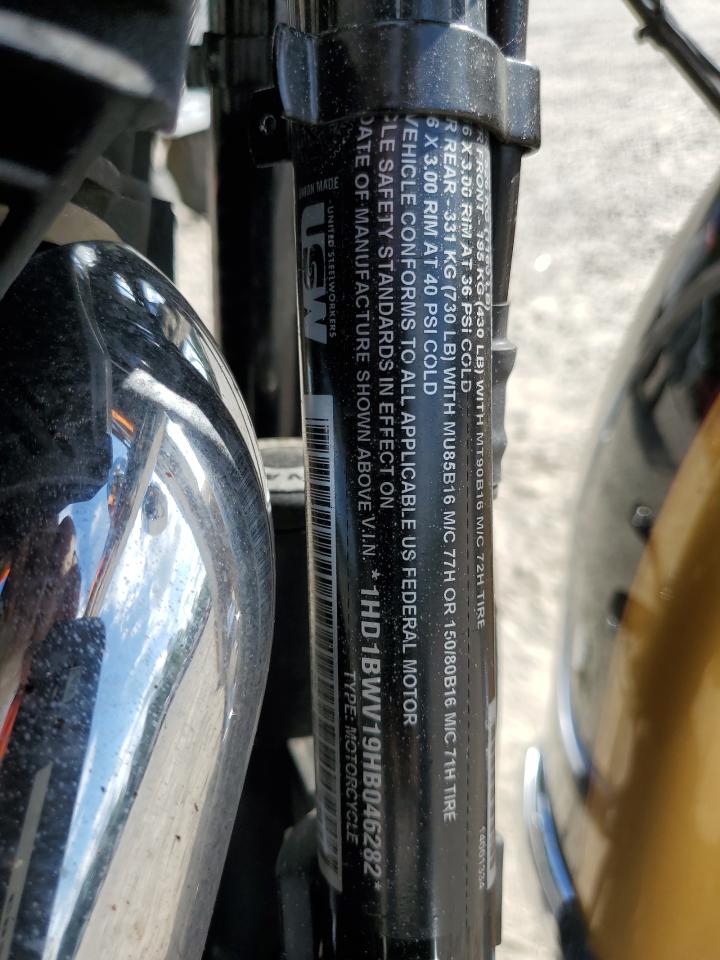 FRONT - 195 KG (430 LB) WITH MT90B16 M/C 72H TIRE
6 X 3.00 RIM AT 36 PSI COLD
R REAR - 331 KG (730 LB) WITH MU85B16 M/C 77H OR 150/80B16 M/C 71H TIRE
6 X 3.00 RIM AT 40 PSI COLD
VEHICLE CONFORMS TO ALL APPLICABLE US FEDERAL MOTOR
CLE SAFETY STANDARDS IN EFFECT ON
DATE OF MANUFACTURE SHOWN ABOVE V.I.N. *1HD1BWV19HB046282*
TYPE: MOTORCYCLE
UNION MADE
USW
UNITED STEELWORKERS